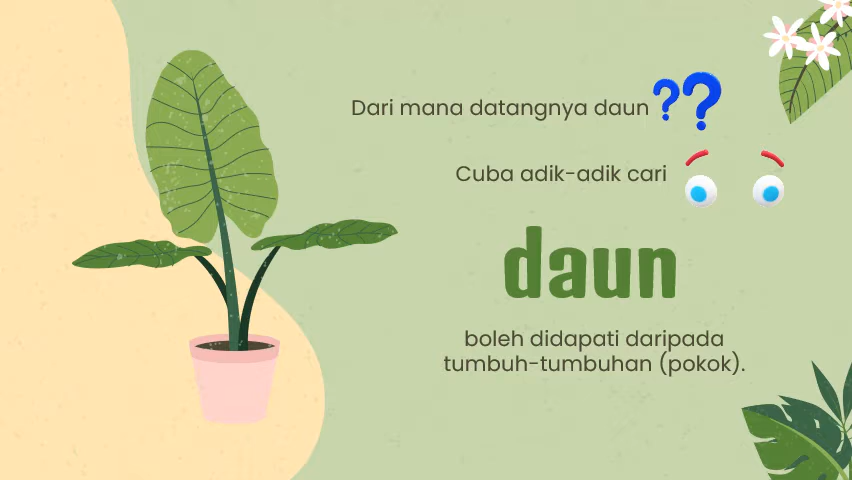 Dari mana datangnya daun??
Cuba adik-adik cari
daun
boleh didapati daripada
tumbuh-tumbuhan (pokok).